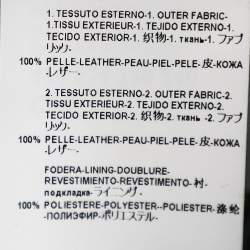 1. TESSUTO ESTERNO-1. OUTER FABRIC-
1.TISSU EXTERIEUR-1. TEJIDO EXTERNO-1.
TECIDO EXTERIOR-1. 织物-1. ткань-1. ファブ
リック-
100% PELLE-LEATHER-PEAU-PIEL-PELE-皮-КОЖА
-レザー-
2. TESSUTO ESTERNO-2. OUTER FABRIC-2.
TISSU EXTERIEUR-2. TEJIDO EXTERNO-2.
TECIDO EXTERIOR-2. 织物-2. ткань -2. ファブ
リック-
100% PELLE-LEATHER-PEAU-PIEL-PELE-皮-КОЖА
-レザー-
FODERA-LINING-DOUBLURE-
REVESTIMIENTO-REVESTIMENTO-衬-
подкладка-ライニング-
100% POLIESTERE-POLYESTER--POLIESTER-涤纶
-ПОЛИЭФИР-ポリエステル-